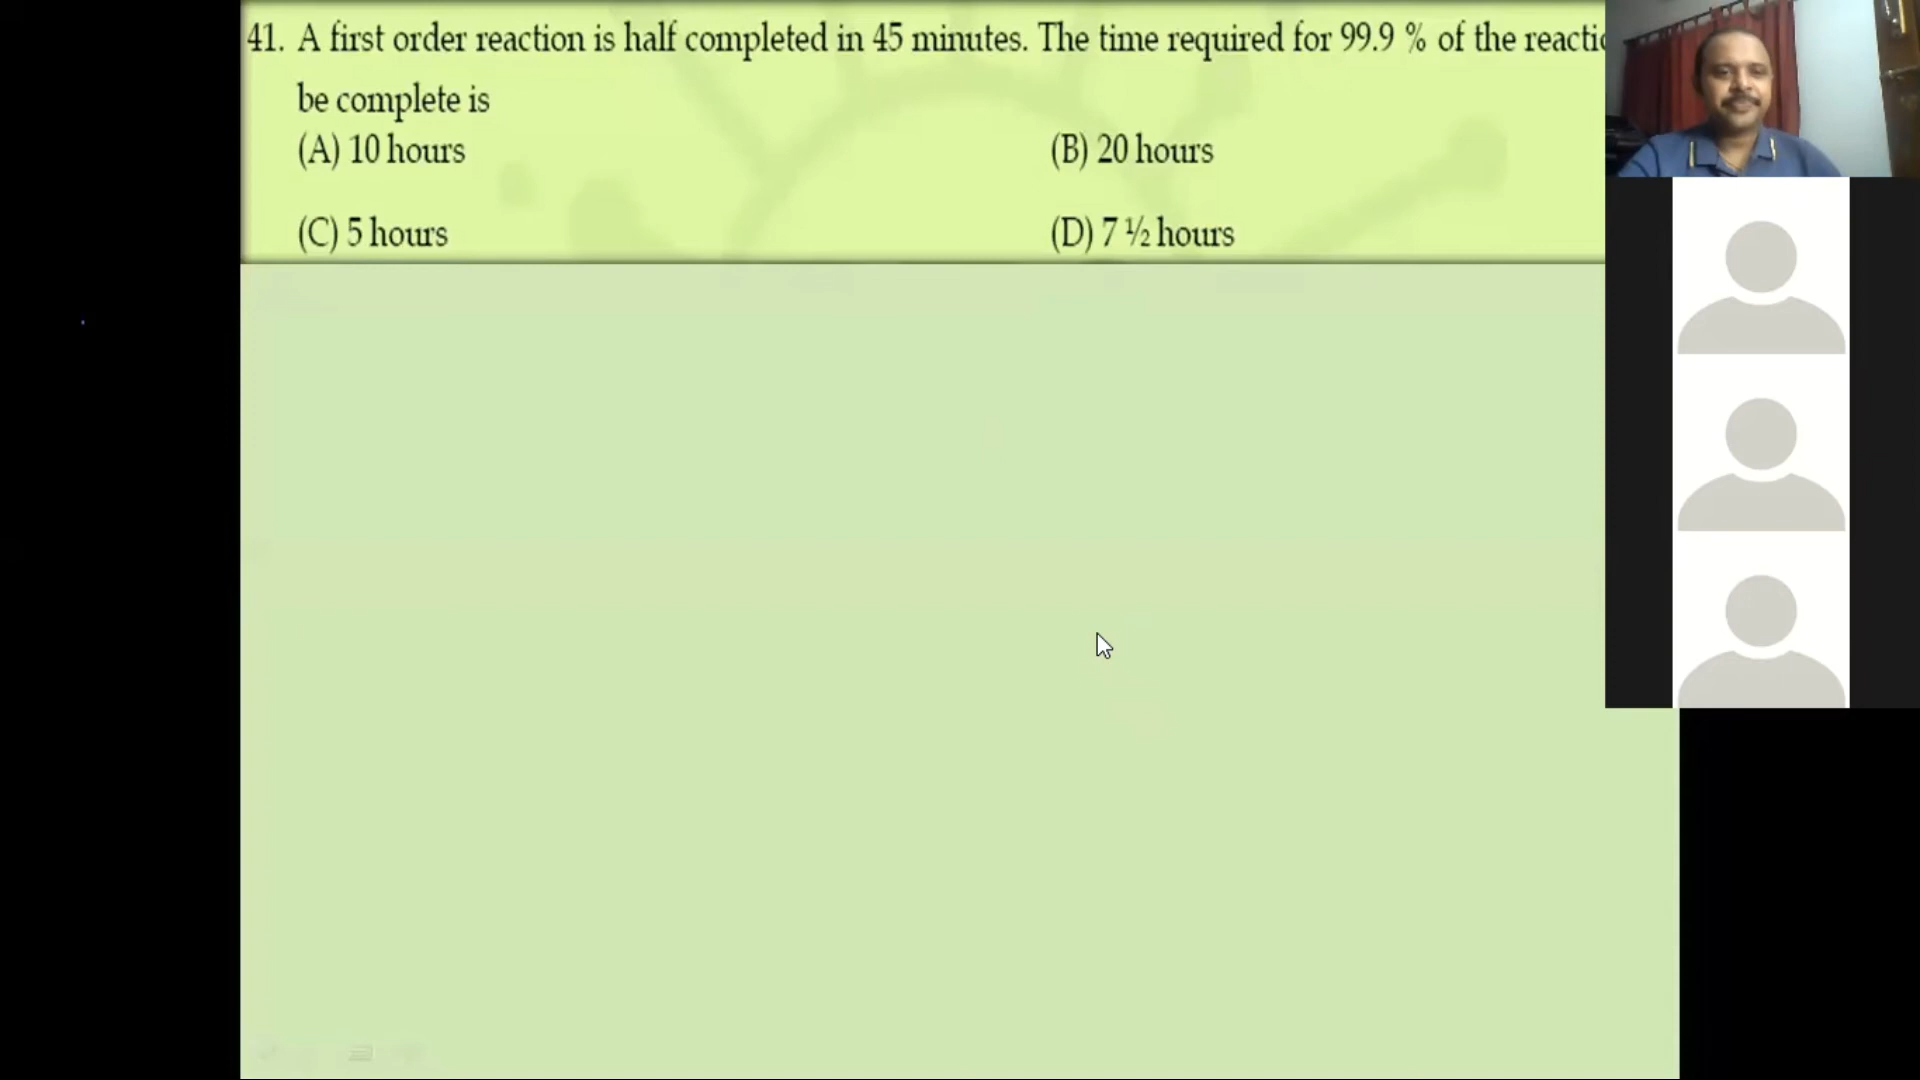 41. A first order reaction is half completed in 45 minutes. The time required for 99.9 % of the
be complete is
(A) 10 hours
(B) 20 hours
(C) 5 hours
(D) 7 ½ hours